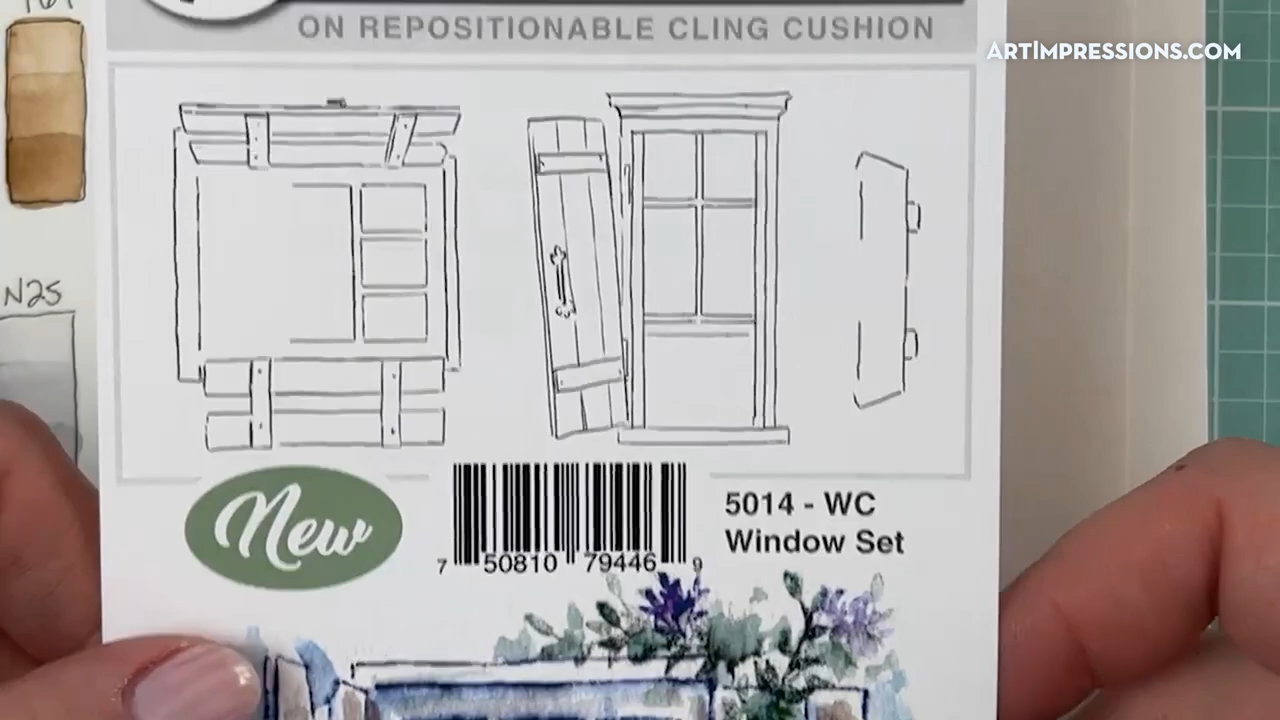 ON REPOSITIONABLE CLING CUSHION
ARTIMPRESSIONS.COM
N25
New
7 50810 79446 9
5014 - WC
Window Set